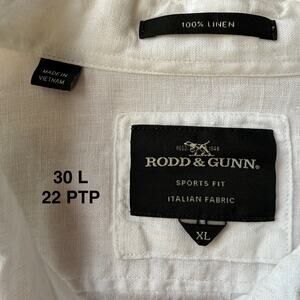 100% LINEN
MADE IN
VIETNAM
30 L
22 PTP
RODD & GUNN.
SPORTS FIT
ITALIAN FABRIC
XL